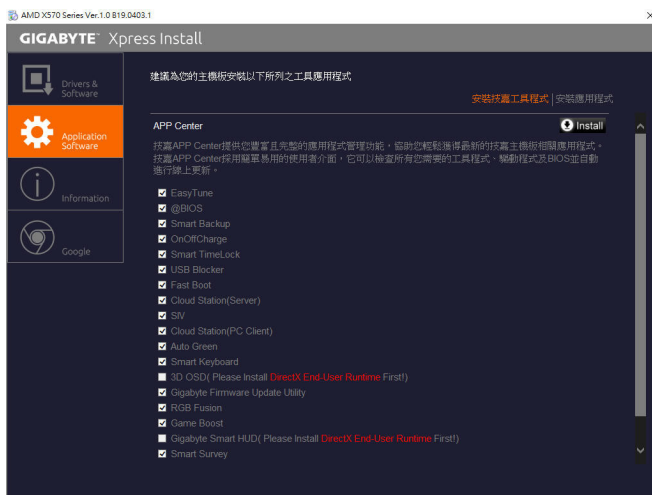 AMD X570 Series Ver.1.0 B19.0403.1
GIGABYTE™ Xpress Install
Drivers & Software
Application Software
Information
Google
建議為您的主機板安裝以下所列之工具應用程式
安裝技嘉工具程式 | 安裝應用程式
APP Center
Install
技嘉APP Center提供您豐富且完整的應用程式管理功能，協助您輕鬆獲得最新的技嘉主機板相關應用程式。
技嘉APP Center採用簡單易用的使用者介面，它可以檢查所有您需要的工具程式、驅動程式及BIOS並自動
進行線上更新。
EasyTune
@BIOS
Smart Backup
OnOffCharge
Smart TimeLock
USB Blocker
Fast Boot
Cloud Station(Server)
SIV
Cloud Station(PC Client)
Auto Green
Smart Keyboard
3D OSD( Please Install DirectX End-User Runtime First!)
Gigabyte Firmware Update Utility
RGB Fusion
Game Boost
Gigabyte Smart HUD( Please Install DirectX End-User Runtime First!)
Smart Survey